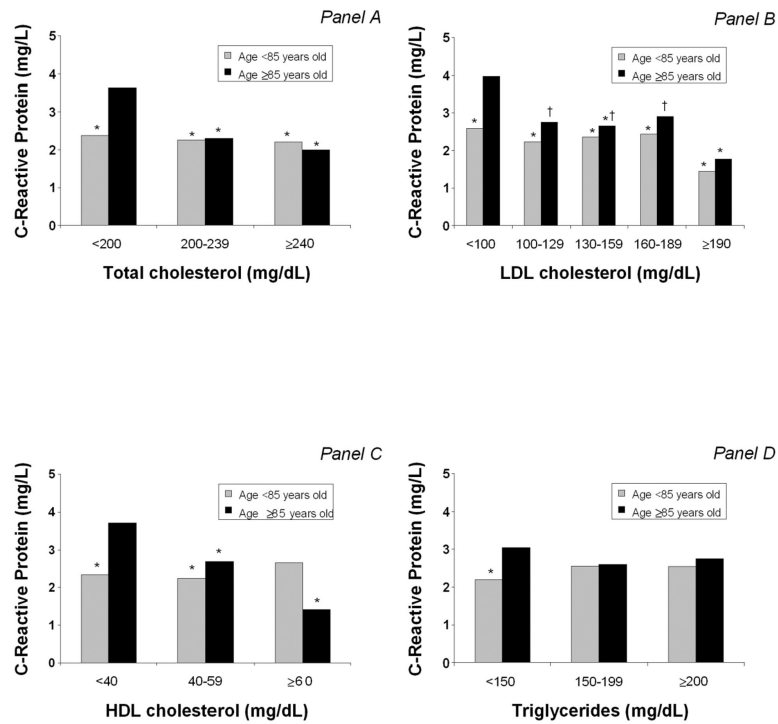 Panel A
C-Reactive Protein (mg/L)
5
4
3
2
1
0
Age <85 years old
Age ≥85 years old
*
* *
* *
<200 200-239 ≥240
Total cholesterol (mg/dL)
Panel B
C-Reactive Protein (mg/L)
5
4
3
2
1
0
Age <85 years old
Age ≥85 years old
*
* †
* *†
* †
* *
<100 100-129 130-159 160-189 ≥190
LDL cholesterol (mg/dL)
Panel C
C-Reactive Protein (mg/L)
5
4
3
2
1
0
Age <85 years old
Age ≥85 years old
*
* *
*
<40 40-59 ≥60
HDL cholesterol (mg/dL)
Panel D
C-Reactive Protein (mg/L)
5
4
3
2
1
0
Age <85 years old
Age ≥85 years old
*
<150 150-199 ≥200
Triglycerides (mg/dL)